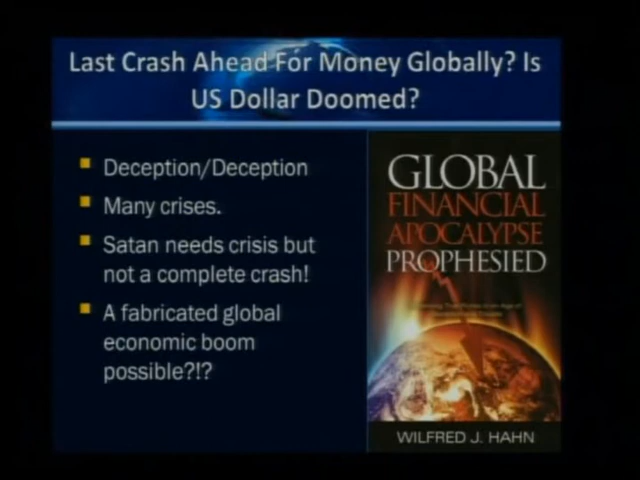 Last Crash Ahead For Money Globally? Is
US Dollar Doomed?
Deception/Deception
Many crises.
Satan needs crisis but
not a complete crash!
A fabricated global
economic boom
possible?!?
GLOBAL
FINANCIAL
APOCALYPSE
PROPHESIED
WILFRED J. HAHN